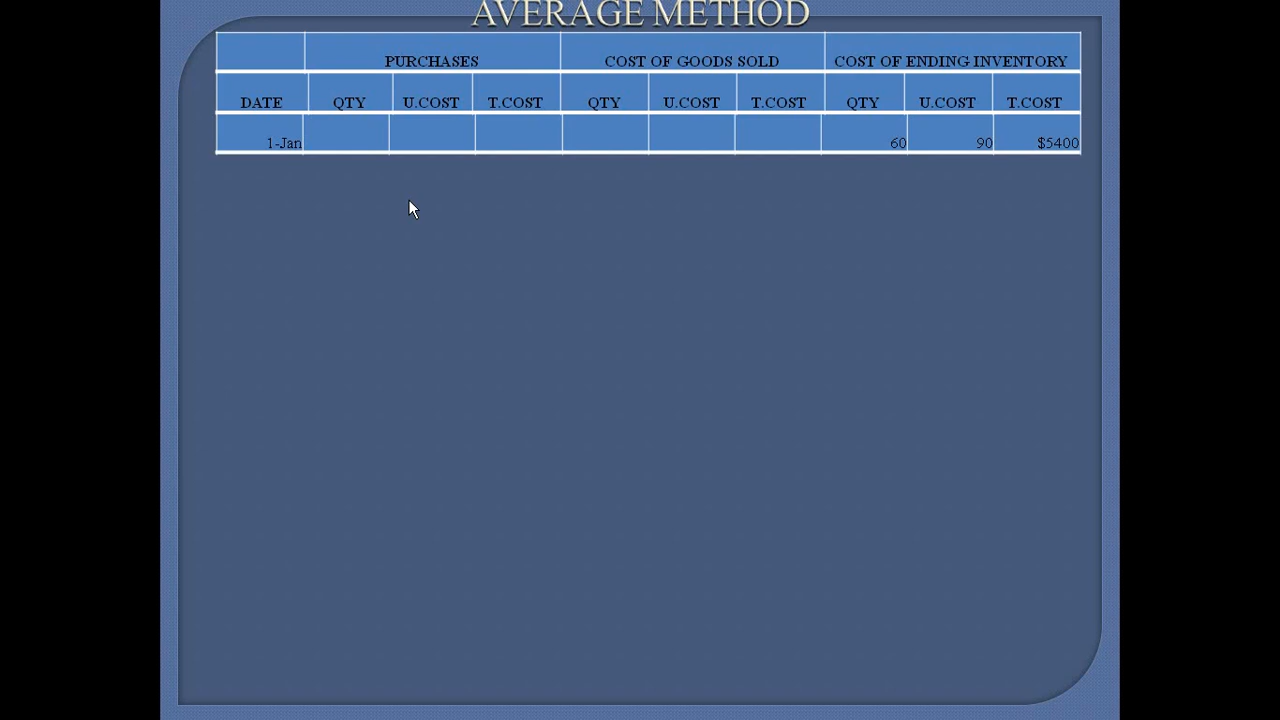 AVERAGE METHOD
PURCHASES COST OF GOODS SOLD COST OF ENDING INVENTORY
DATE QTY U.COST T.COST QTY U.COST T.COST QTY U.COST T.COST
1-Jan 60 90 $5400